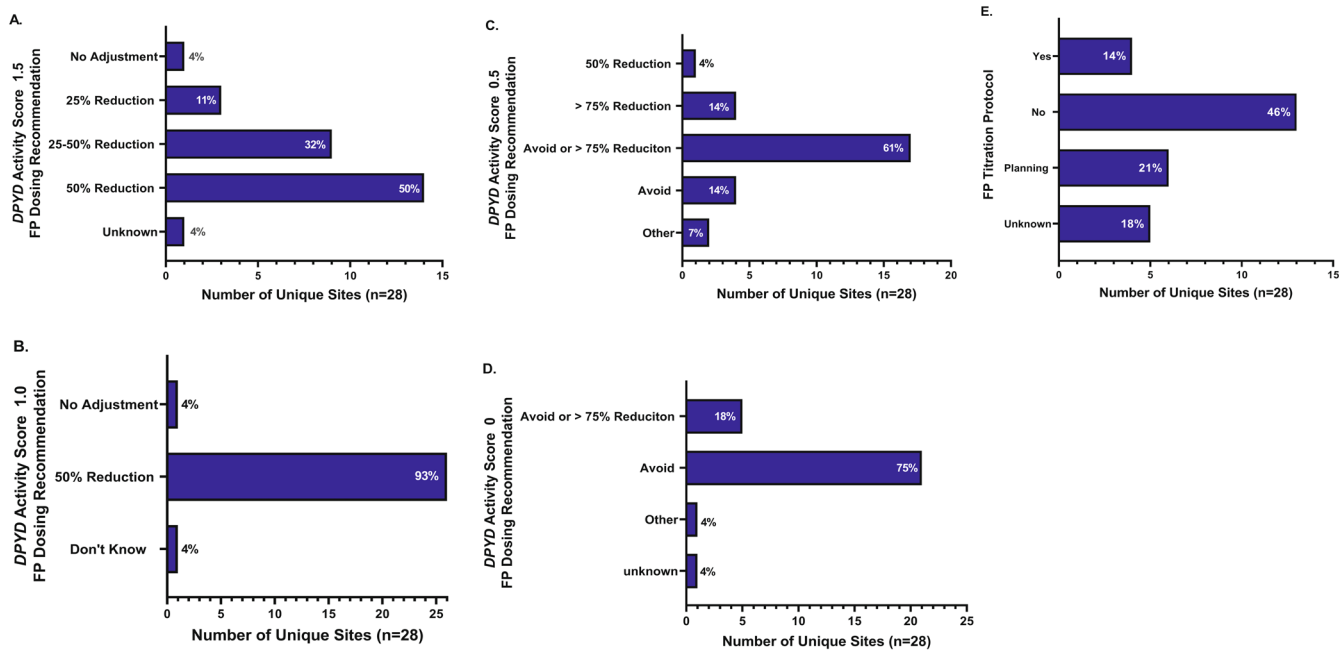 A.
DPYD Activity Score 1.5
FP Dosing Recommendation
No Adjustment
4%
25% Reduction
11%
25-50% Reduction
32%
50% Reduction
50%
Unknown
4%
0 5 10 15
Number of Unique Sites (n=28)
B.
DPYD Activity Score 1.0
FP Dosing Recommendation
No Adjustment
4%
50% Reduction
93%
Don't Know
4%
0 5 10 15 20 25
Number of Unique Sites (n=28)
C.
DPYD Activity Score 0.5
FP Dosing Recommendation
50% Reduction
4%
> 75% Reduction
14%
Avoid or > 75% Reduciton
61%
Avoid
14%
Other
7%
0 5 10 15 20
Number of Unique Sites (n=28)
D.
DPYD Activity Score 0
FP Dosing Recommendation
Avoid or > 75% Reduciton
18%
Avoid
75%
Other
4%
unknown
4%
0 5 10 15 20 25
Number of Unique Sites (n=28)
E.
FP Titration Protocol
Yes
14%
No
46%
Planning
21%
Unknown
18%
0 5 10 15
Number of Unique Sites (n=28)